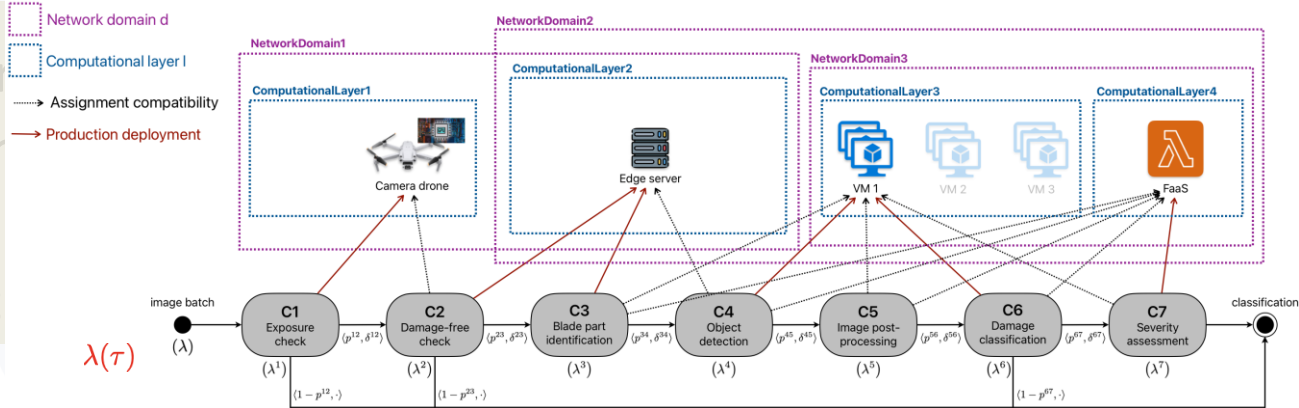 Network domain d
Computational layer l
Assignment compatibility
Production deployment
NetworkDomain2
NetworkDomain1
NetworkDomain3
ComputationalLayer2
ComputationalLayer1
ComputationalLayer3
ComputationalLayer4
Camera drone
Edge server
VM 1
VM 2
VM 3
FaaS
image batch
(λ)
λ(τ)
C1
Exposure
check
(λ¹)
⟨p¹², δ¹²⟩
C2
Damage-free
check
(λ²)
⟨p²³, δ²³⟩
C3
Blade part
identification
(λ³)
⟨p³⁴, δ³⁴⟩
C4
Object
detection
(λ⁴)
⟨p⁴⁵, δ⁴⁵⟩
C5
Image post-
processing
(λ⁵)
⟨p⁵⁶, δ⁵⁶⟩
C6
Damage
classification
(λ⁶)
⟨p⁶⁷, δ⁶⁷⟩
C7
Severity
assessment
(λ⁷)
classification
⟨1 − p¹², ·⟩
⟨1 − p²³, ·⟩
⟨1 − p⁶⁷, ·⟩